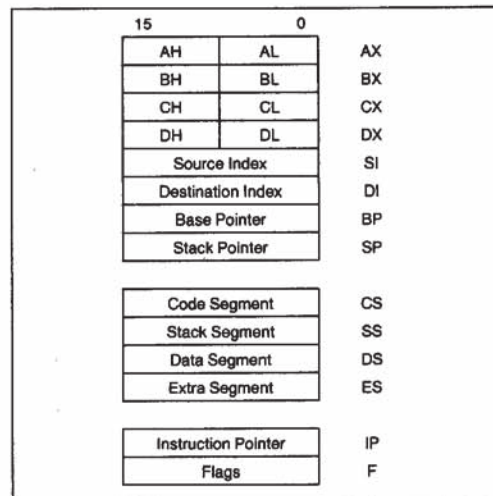 15 0
AH AL AX
BH BL BX
CH CL CX
DH DL DX
Source Index SI
Destination Index DI
Base Pointer BP
Stack Pointer SP
Code Segment CS
Stack Segment SS
Data Segment DS
Extra Segment ES
Instruction Pointer IP
Flags F